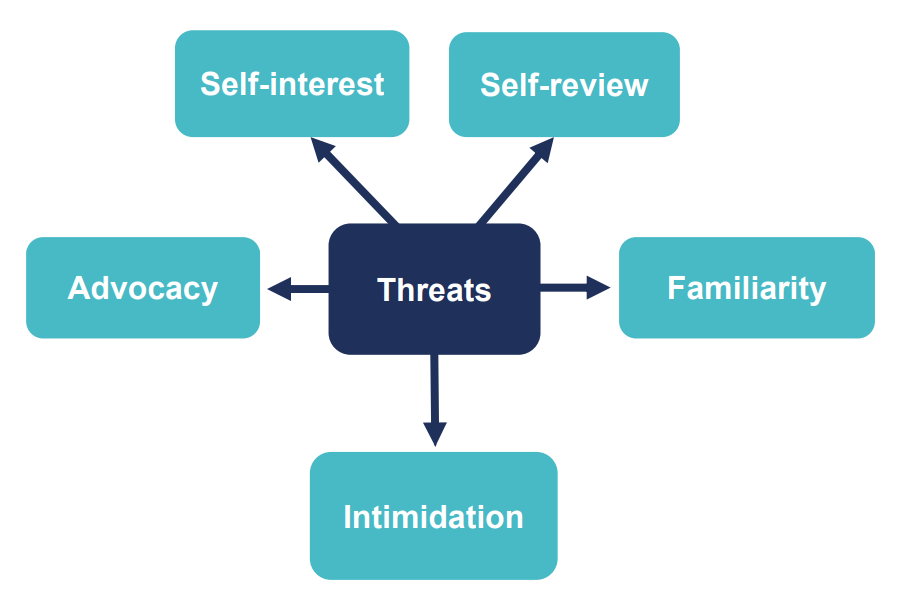 Self-interest
Self-review
Advocacy
Threats
Familiarity
Intimidation